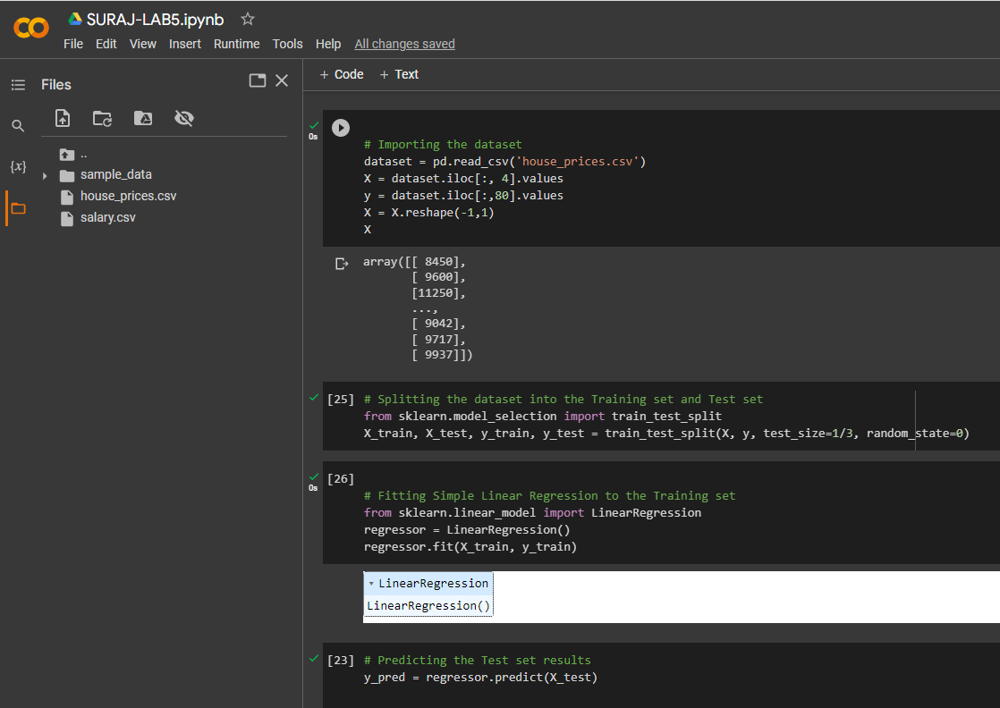 SURAJ-LAB5.ipynb
File Edit View Insert Runtime Tools Help All changes saved
Files
+ Code + Text
{x}
..
sample_data
house_prices.csv
salary.csv
0s
# Importing the dataset
dataset = pd.read_csv('house_prices.csv')
X = dataset.iloc[:, 4].values
y = dataset.iloc[:,80].values
X = X.reshape(-1,1)
X
array([[ 8450],
[ 9600],
[11250],
...,
[ 9042],
[ 9717],
[ 9937]])
[25] # Splitting the dataset into the Training set and Test set
from sklearn.model_selection import train_test_split
X_train, X_test, y_train, y_test = train_test_split(X, y, test_size=1/3, random_state=0)
[26]
0s
# Fitting Simple Linear Regression to the Training set
from sklearn.linear_model import LinearRegression
regressor = LinearRegression()
regressor.fit(X_train, y_train)
LinearRegression
LinearRegression()
[23] # Predicting the Test set results
y_pred = regressor.predict(X_test)